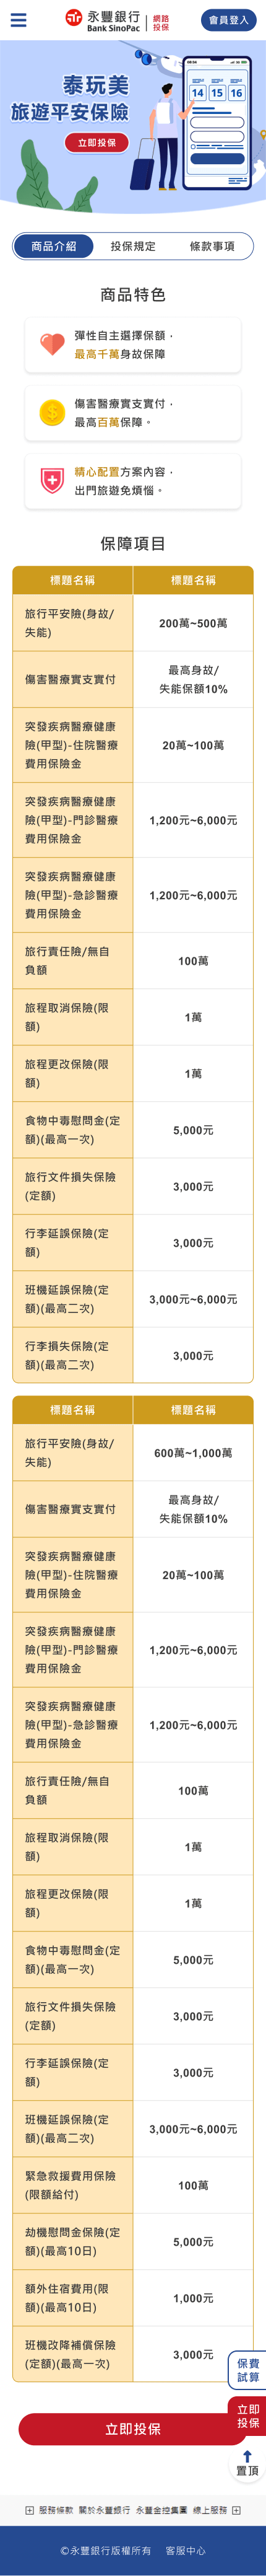 永豐銀行
Bank SinoPac
網路
投保
會員登入
泰玩美
旅遊平安保險
立即投保
14 15 16
商品介紹 投保規定 條款事項
商品特色
彈性自主選擇保額，
最高千萬身故保障
傷害醫療實支實付，
最高百萬保障。
精心配置方案內容，
出門旅遊免煩惱。
保障項目
標題名稱 標題名稱
旅行平安險(身故/
失能)
200萬~500萬
傷害醫療實支實付
最高身故/
失能保額10%
突發疾病醫療健康
險(甲型)-住院醫療
費用保險金
20萬~100萬
突發疾病醫療健康
險(甲型)-門診醫療
費用保險金
1,200元~6,000元
突發疾病醫療健康
險(甲型)-急診醫療
費用保險金
1,200元~6,000元
旅行責任險/無自
負額
100萬
旅程取消保險(限
額)
1萬
旅程更改保險(限
額)
1萬
食物中毒慰問金(定
額)(最高一次)
5,000元
旅行文件損失保險
(定額)
3,000元
行李延誤保險(定
額)
3,000元
班機延誤保險(定
額)(最高二次)
3,000元~6,000元
行李損失保險(定
額)(最高二次)
3,000元
標題名稱 標題名稱
旅行平安險(身故/
失能)
600萬~1,000萬
傷害醫療實支實付
最高身故/
失能保額10%
突發疾病醫療健康
險(甲型)-住院醫療
費用保險金
20萬~100萬
突發疾病醫療健康
險(甲型)-門診醫療
費用保險金
1,200元~6,000元
突發疾病醫療健康
險(甲型)-急診醫療
費用保險金
1,200元~6,000元
旅行責任險/無自
負額
100萬
旅程取消保險(限
額)
1萬
旅程更改保險(限
額)
1萬
食物中毒慰問金(定
額)(最高一次)
5,000元
旅行文件損失保險
(定額)
3,000元
行李延誤保險(定
額)
3,000元
班機延誤保險(定
額)(最高二次)
3,000元~6,000元
緊急救援費用保險
(限額給付)
100萬
劫機慰問金保險(定
額)(最高10日)
5,000元
額外住宿費用(限
額)(最高10日)
1,000元
班機改降補償保險
(定額)(最高一次)
3,000元
保費
試算
立即
投保
立即投保
置頂
服務條款 關於永豐銀行 永豐金控集團 線上服務
©永豐銀行版權所有 客服中心